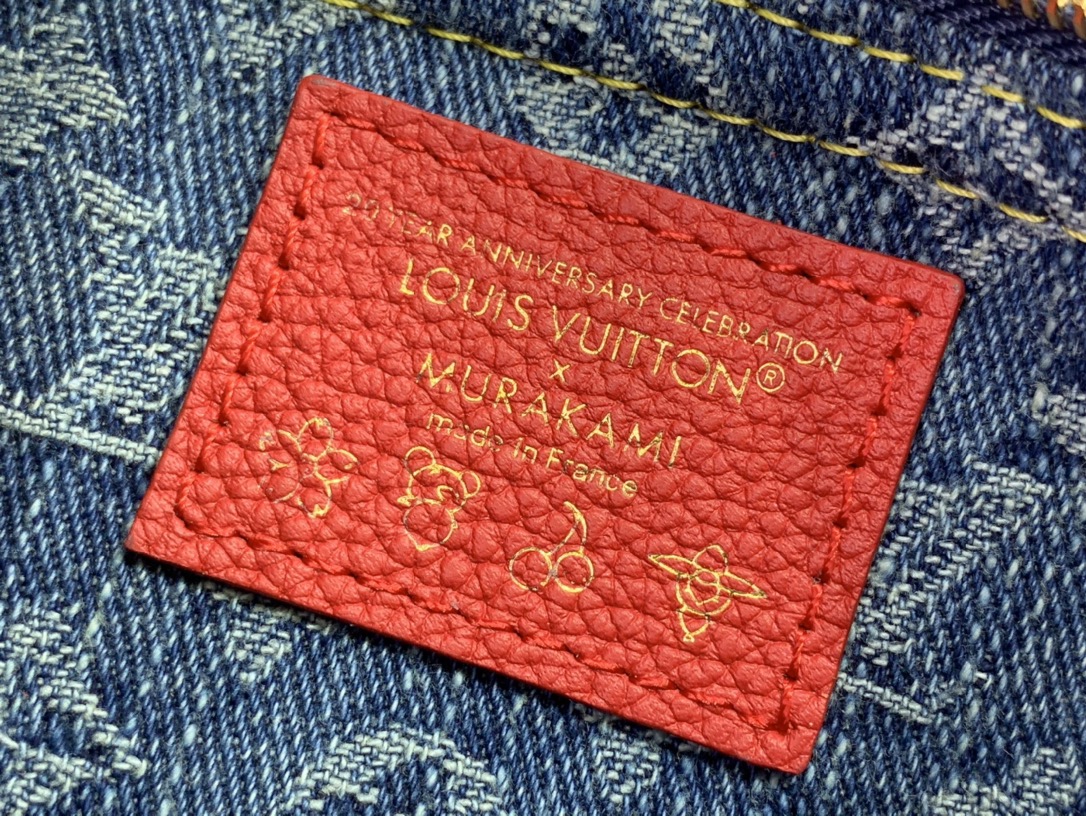 20 YEAR ANNIVERSARY CELEBRATION
LOUIS VUITTON®
x
MURAKAMI
made in France